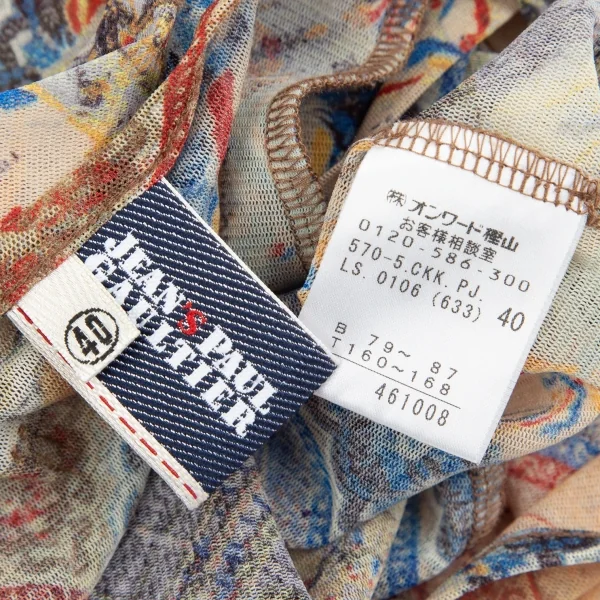 JEAN'S PAUL
GAULTIER
40
㈱ オンワード樫山
お客様相談室
0120-586-300
570-5.CKK.PJ.
LS. 0106 (633) 40
B 79~ 87
T160~168
461008